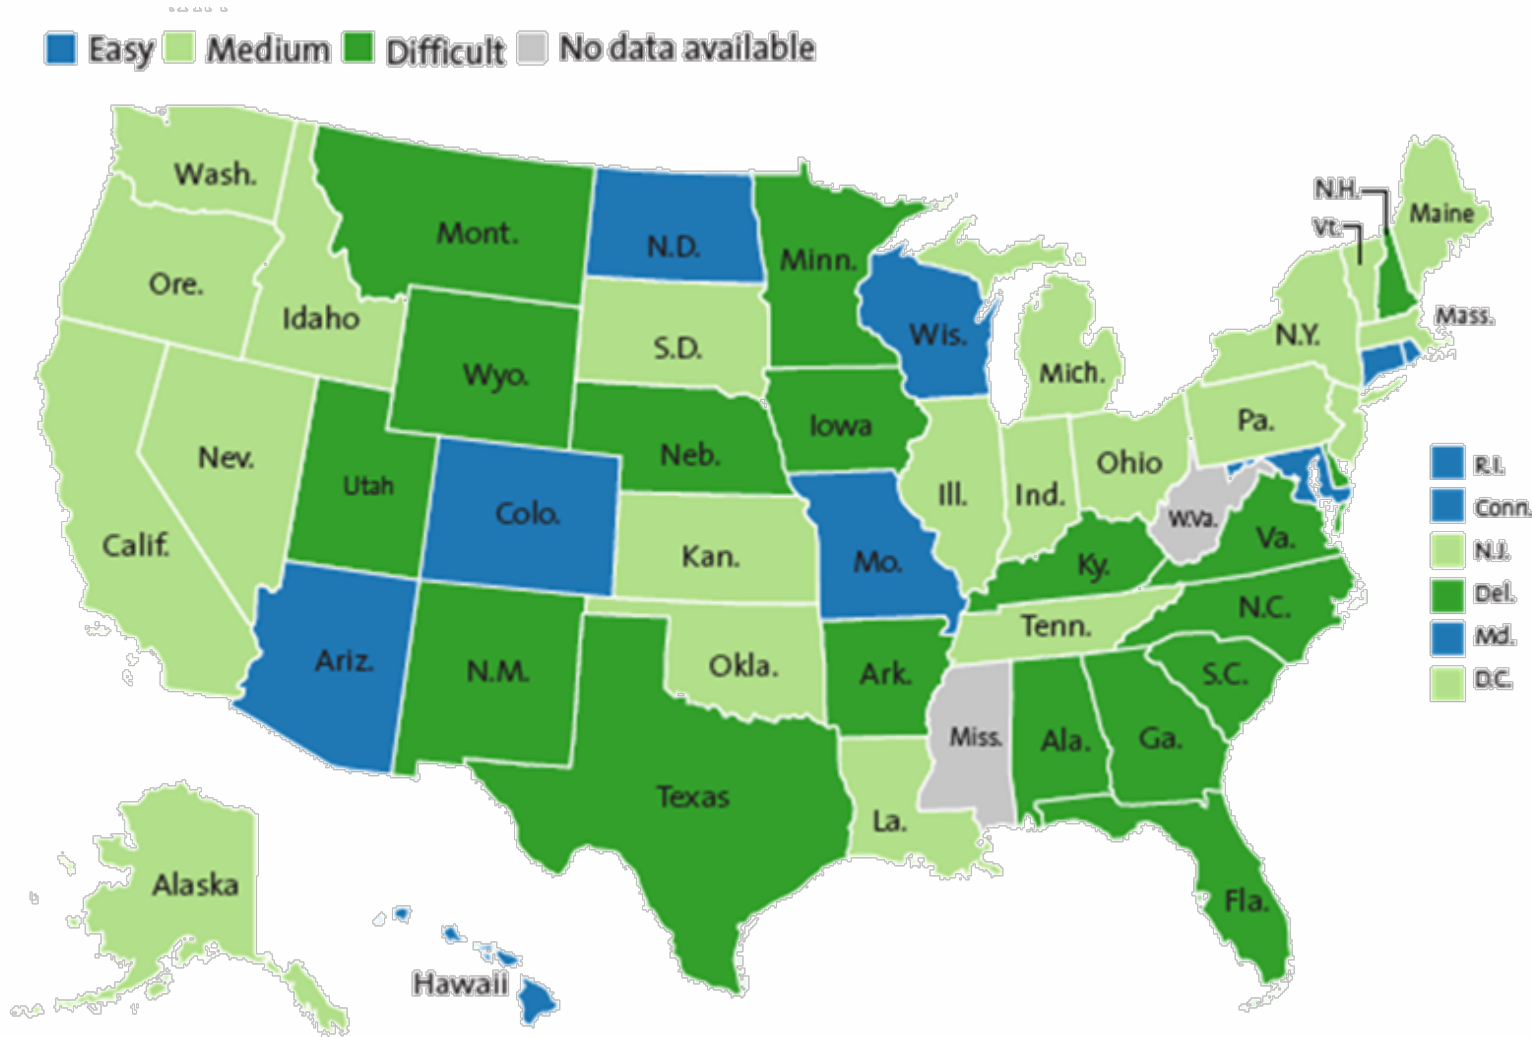 Easy Medium Difficult No data available
Wash.
Mont.
N.D.
Minn.
N.H.
Vt.
Maine
Ore.
Idaho
Wyo.
S.D.
Wis.
Mich.
N.Y.
Mass.
Nev.
Utah
Colo.
Neb.
Iowa
Ill.
Ind.
Ohio
Pa.
R.I.
Conn.
N.J.
Del.
Md.
D.C.
Calif.
Kan.
Mo.
Ky.
W.Va.
Va.
Ariz.
N.M.
Okla.
Ark.
Tenn.
N.C.
S.C.
Texas
La.
Miss.
Ala.
Ga.
Fla.
Alaska
Hawaii